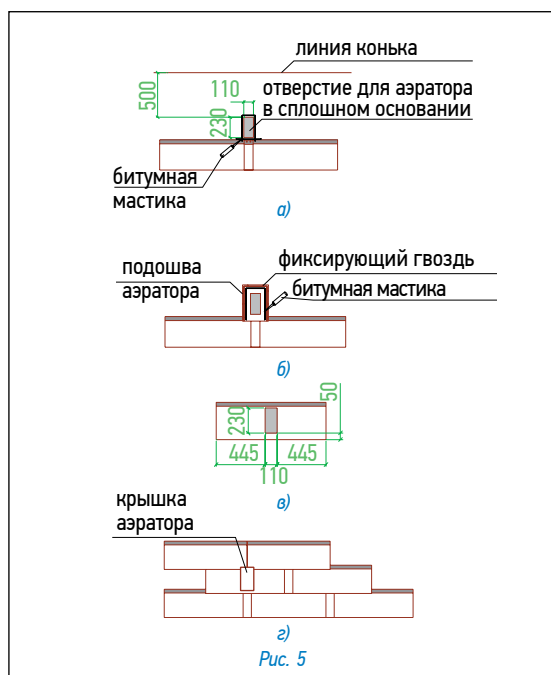 линия конька
500
110
отверстие для аэратора
в сплошном основании
230
битумная
мастика
а)
подошва
аэратора
фиксирующий гвоздь
битумная мастика
б)
230
50
445
445
110
в)
крышка
аэратора
г)
Рис. 5